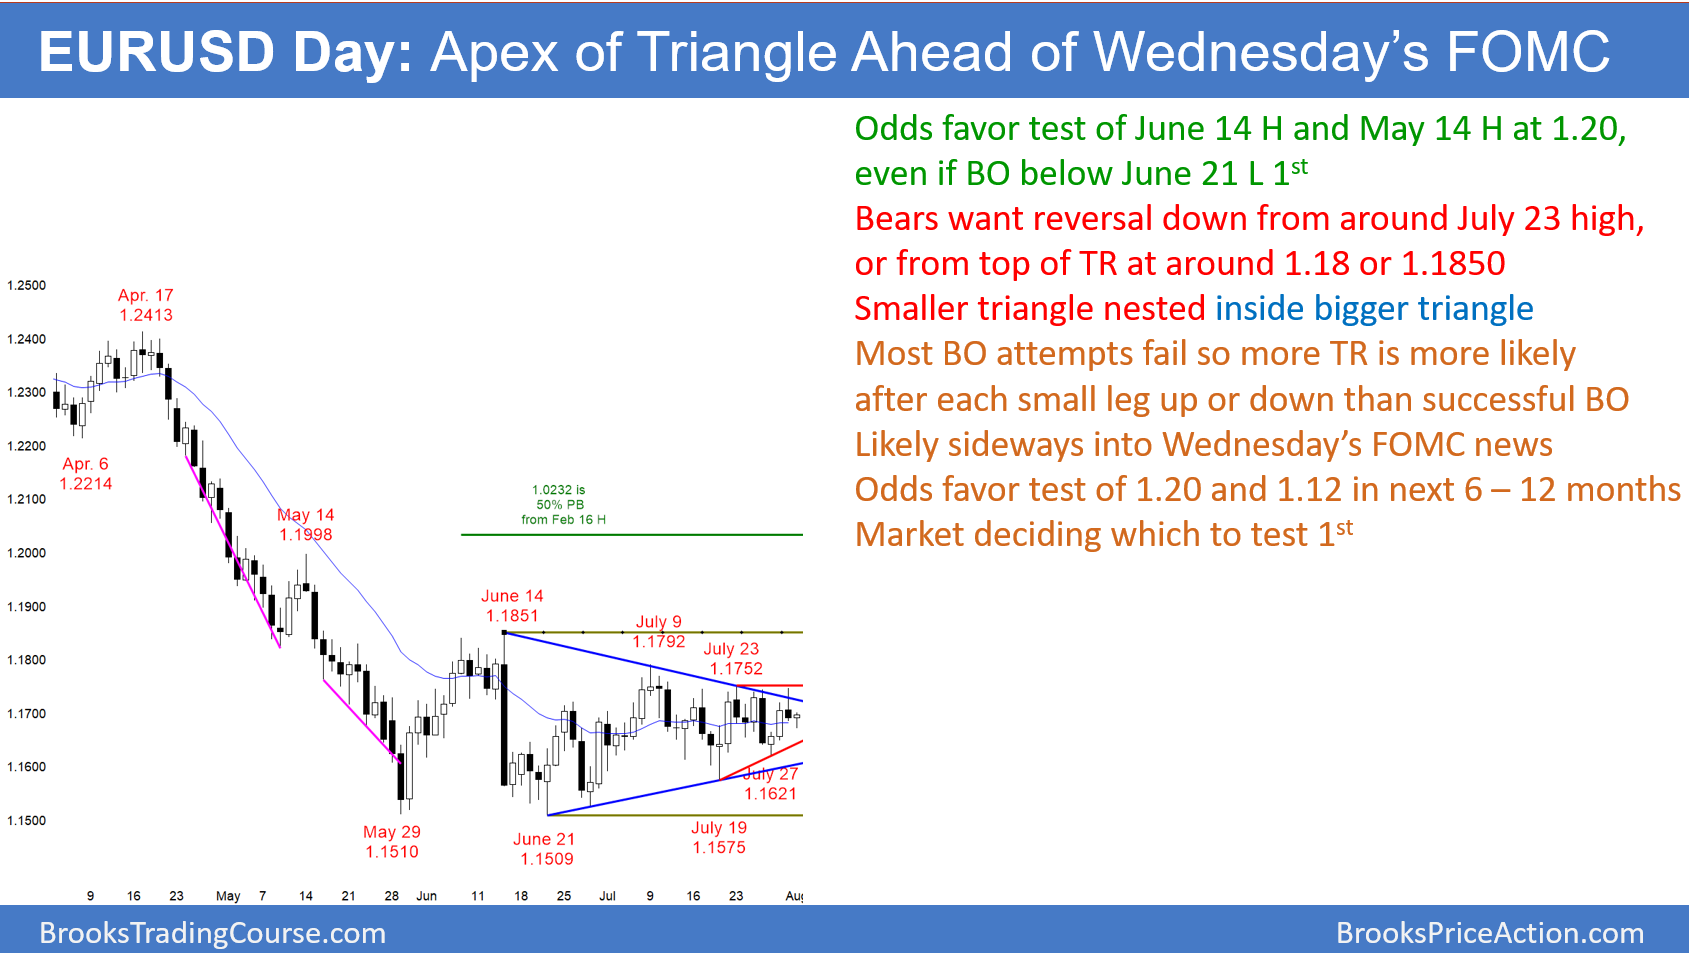 EURUSD Day: Apex of Triangle Ahead of Wednesday’s FOMC
Odds favor test of June 14 H and May 14 H at 1.20,
even if BO below June 21 L 1st
Bears want reversal down from around July 23 high,
or from top of TR at around 1.18 or 1.1850
Smaller triangle nested inside bigger triangle
Most BO attempts fail so more TR is more likely
after each small leg up or down than successful BO
Likely sideways into Wednesday’s FOMC news
Odds favor test of 1.20 and 1.12 in next 6 – 12 months
Market deciding which to test 1st
1.2500
1.2400
1.2300
1.2200
1.2100
1.2000
1.1900
1.1800
1.1700
1.1600
1.1500
Apr. 17
1.2413
Apr. 6
1.2214
May 14
1.1998
1.0232 is
50% PB
from Feb 16 H
June 14
1.1851
July 9
1.1792
July 23
1.1752
July 27
1.1621
May 29
1.1510
June 21
1.1509
July 19
1.1575
9 16 23 May 7 14 21 28 Jun 11 18 25 Jul 9 16 23 Aug
BrooksTradingCourse.com
BrooksPriceAction.com